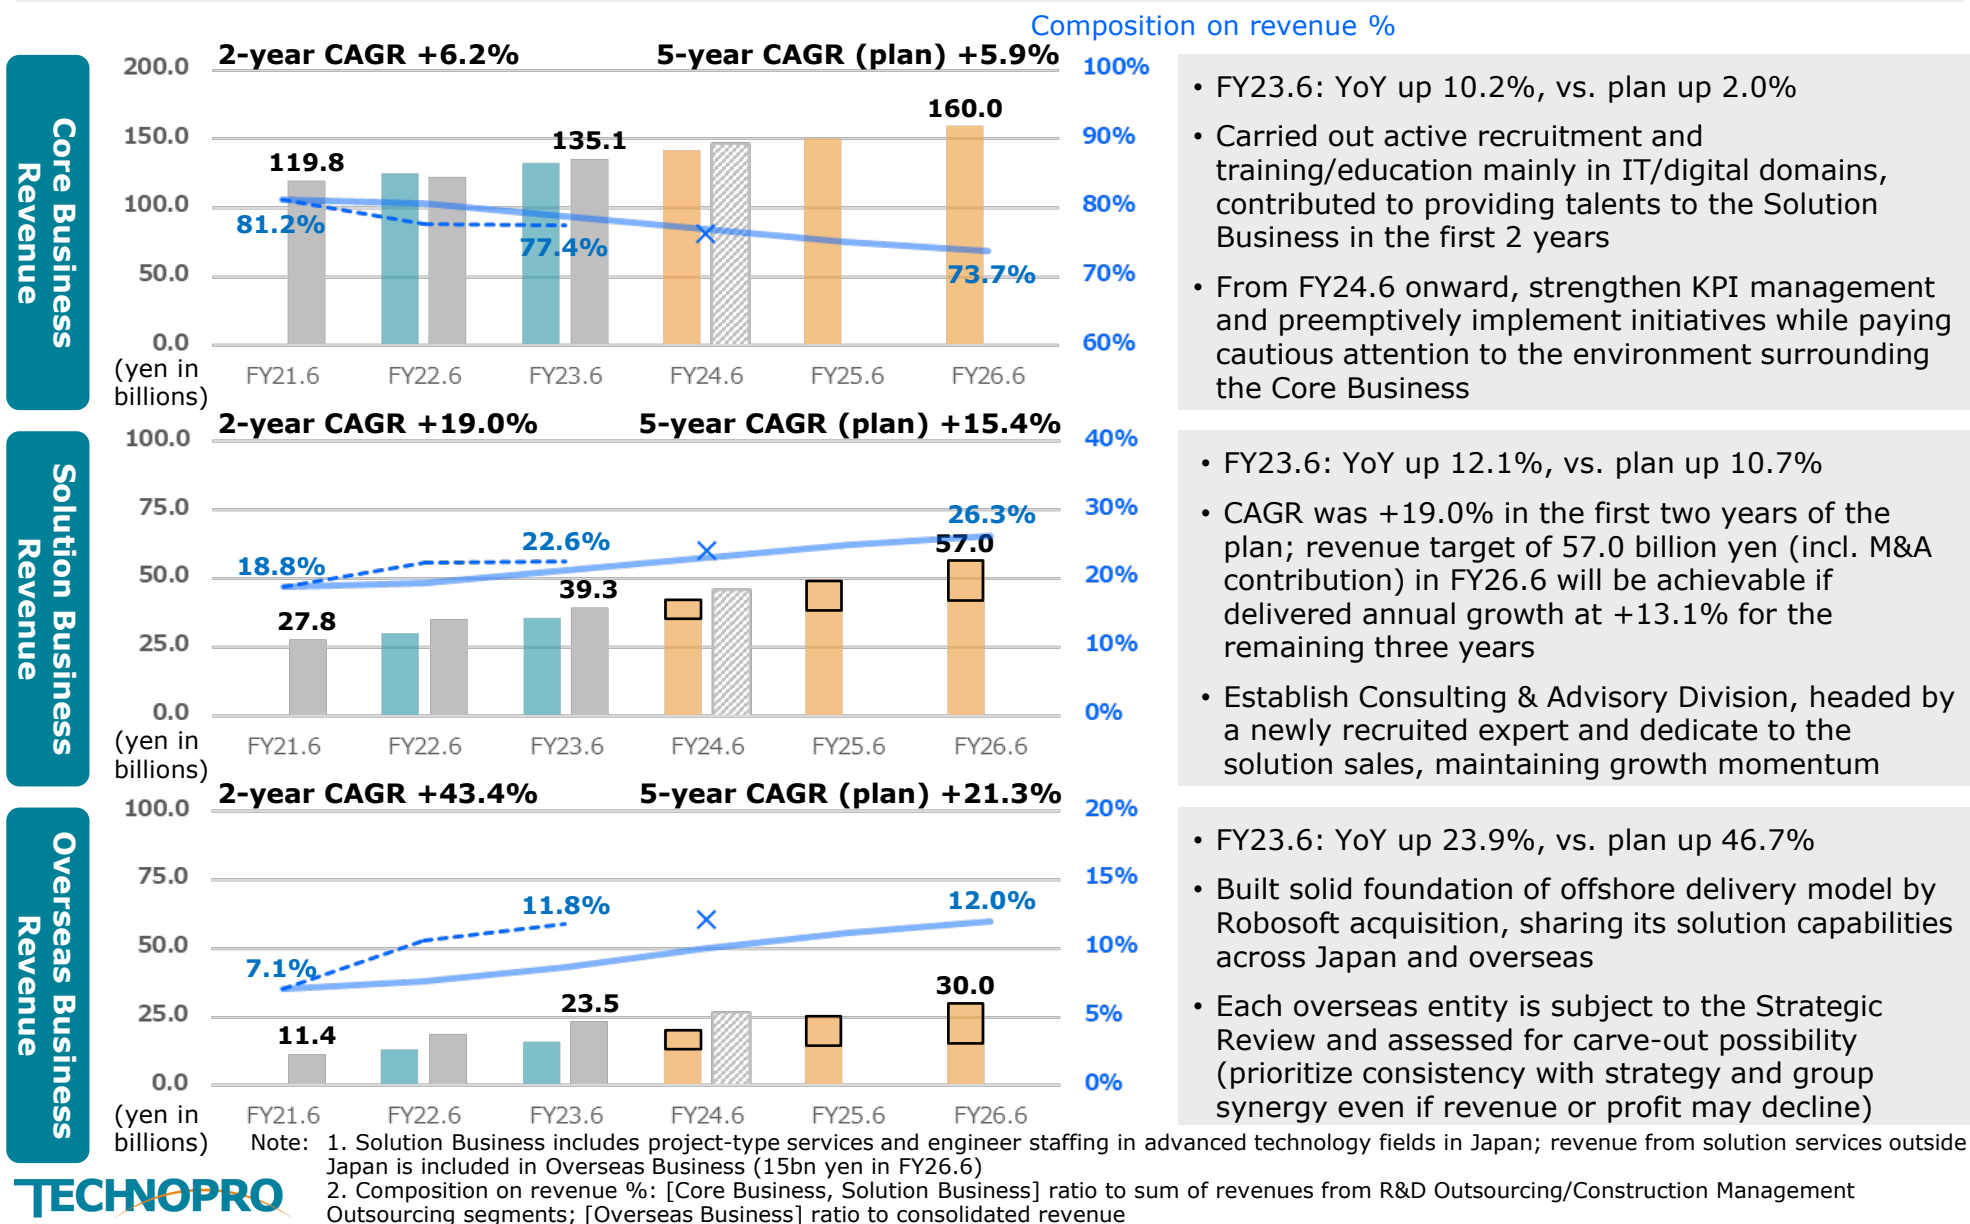 Composition on revenue %
Core Business
Revenue
2-year CAGR +6.2%
5-year CAGR (plan) +5.9%
200.0
150.0
100.0
50.0
0.0
(yen in
billions)
100%
90%
80%
70%
60%
119.8
135.1
160.0
81.2%
77.4%
73.7%
FY21.6 FY22.6 FY23.6 FY24.6 FY25.6 FY26.6
• FY23.6: YoY up 10.2%, vs. plan up 2.0%
• Carried out active recruitment and
training/education mainly in IT/digital domains,
contributed to providing talents to the Solution
Business in the first 2 years
• From FY24.6 onward, strengthen KPI management
and preemptively implement initiatives while paying
cautious attention to the environment surrounding
the Core Business
Solution Business
Revenue
2-year CAGR +19.0%
5-year CAGR (plan) +15.4%
100.0
75.0
50.0
25.0
0.0
(yen in
billions)
40%
30%
20%
10%
0%
18.8%
22.6%
26.3%
27.8
39.3
57.0
FY21.6 FY22.6 FY23.6 FY24.6 FY25.6 FY26.6
• FY23.6: YoY up 12.1%, vs. plan up 10.7%
• CAGR was +19.0% in the first two years of the
plan; revenue target of 57.0 billion yen (incl. M&A
contribution) in FY26.6 will be achievable if
delivered annual growth at +13.1% for the
remaining three years
• Establish Consulting & Advisory Division, headed by
a newly recruited expert and dedicate to the
solution sales, maintaining growth momentum
Overseas Business
Revenue
2-year CAGR +43.4%
5-year CAGR (plan) +21.3%
100.0
75.0
50.0
25.0
0.0
(yen in
billions)
20%
15%
10%
5%
0%
7.1%
11.8%
12.0%
11.4
23.5
30.0
FY21.6 FY22.6 FY23.6 FY24.6 FY25.6 FY26.6
• FY23.6: YoY up 23.9%, vs. plan up 46.7%
• Built solid foundation of offshore delivery model by
Robosoft acquisition, sharing its solution capabilities
across Japan and overseas
• Each overseas entity is subject to the Strategic
Review and assessed for carve-out possibility
(prioritize consistency with strategy and group
synergy even if revenue or profit may decline)
Note: 1. Solution Business includes project-type services and engineer staffing in advanced technology fields in Japan; revenue from solution services outside
Japan is included in Overseas Business (15bn yen in FY26.6)
2. Composition on revenue %: [Core Business, Solution Business] ratio to sum of revenues from R&D Outsourcing/Construction Management
Outsourcing segments; [Overseas Business] ratio to consolidated revenue
TECHNOPRO